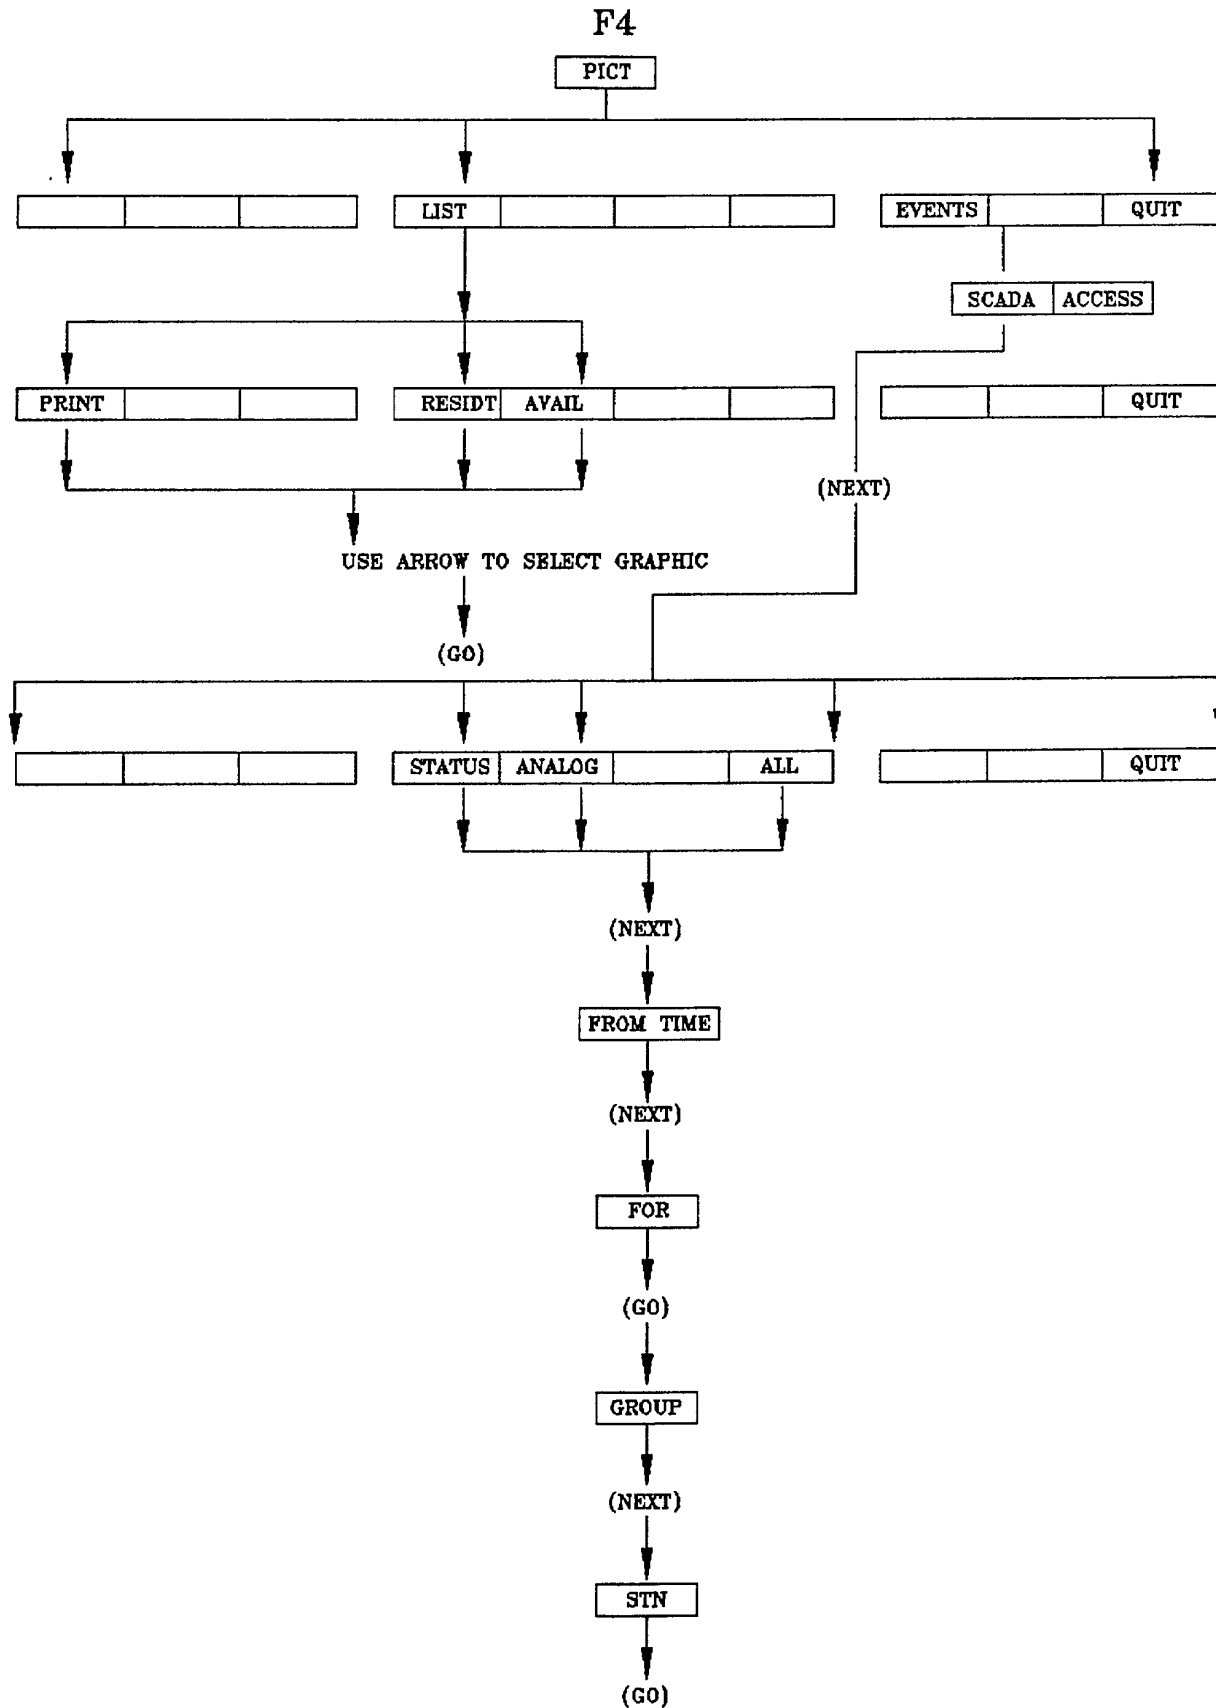 F4
PICT
LIST
EVENTS QUIT
SCADA ACCESS
PRINT RESIDT AVAIL QUIT
(NEXT)
USE ARROW TO SELECT GRAPHIC
(GO)
STATUS ANALOG ALL QUIT
(NEXT)
FROM TIME
(NEXT)
FOR
(GO)
GROUP
(NEXT)
STN
(GO)